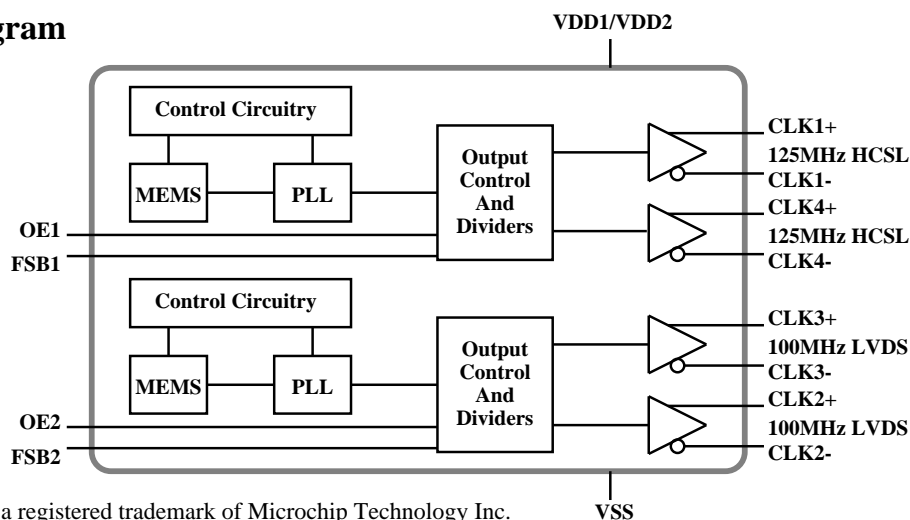 gram
VDD1/VDD2
Control Circuitry
MEMS
PLL
Output
Control
And
Dividers
CLK1+
125MHz HCSL
CLK1-
CLK4+
125MHz HCSL
CLK4-
OE1
FSB1
Control Circuitry
MEMS
PLL
Output
Control
And
Dividers
CLK3+
100MHz LVDS
CLK3-
CLK2+
100MHz LVDS
CLK2-
OE2
FSB2
a registered trademark of Microchip Technology Inc.
VSS